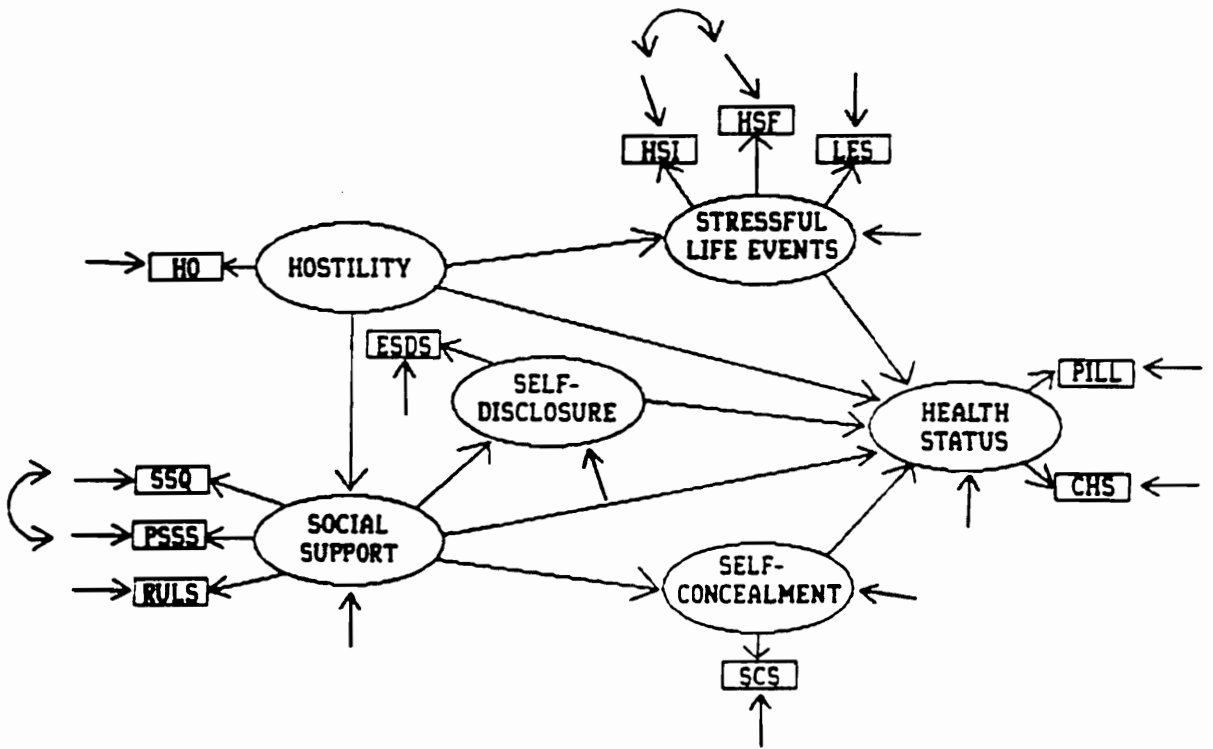 HSF
HSI
LES
STRESSFUL
LIFE EVENTS
HO
HOSTILITY
ESDS
SELF-
DISCLOSURE
PILL
HEALTH
STATUS
SSQ
CHS
SOCIAL
SUPPORT
PSSS
RULS
SELF-
CONCEALMENT
SCS